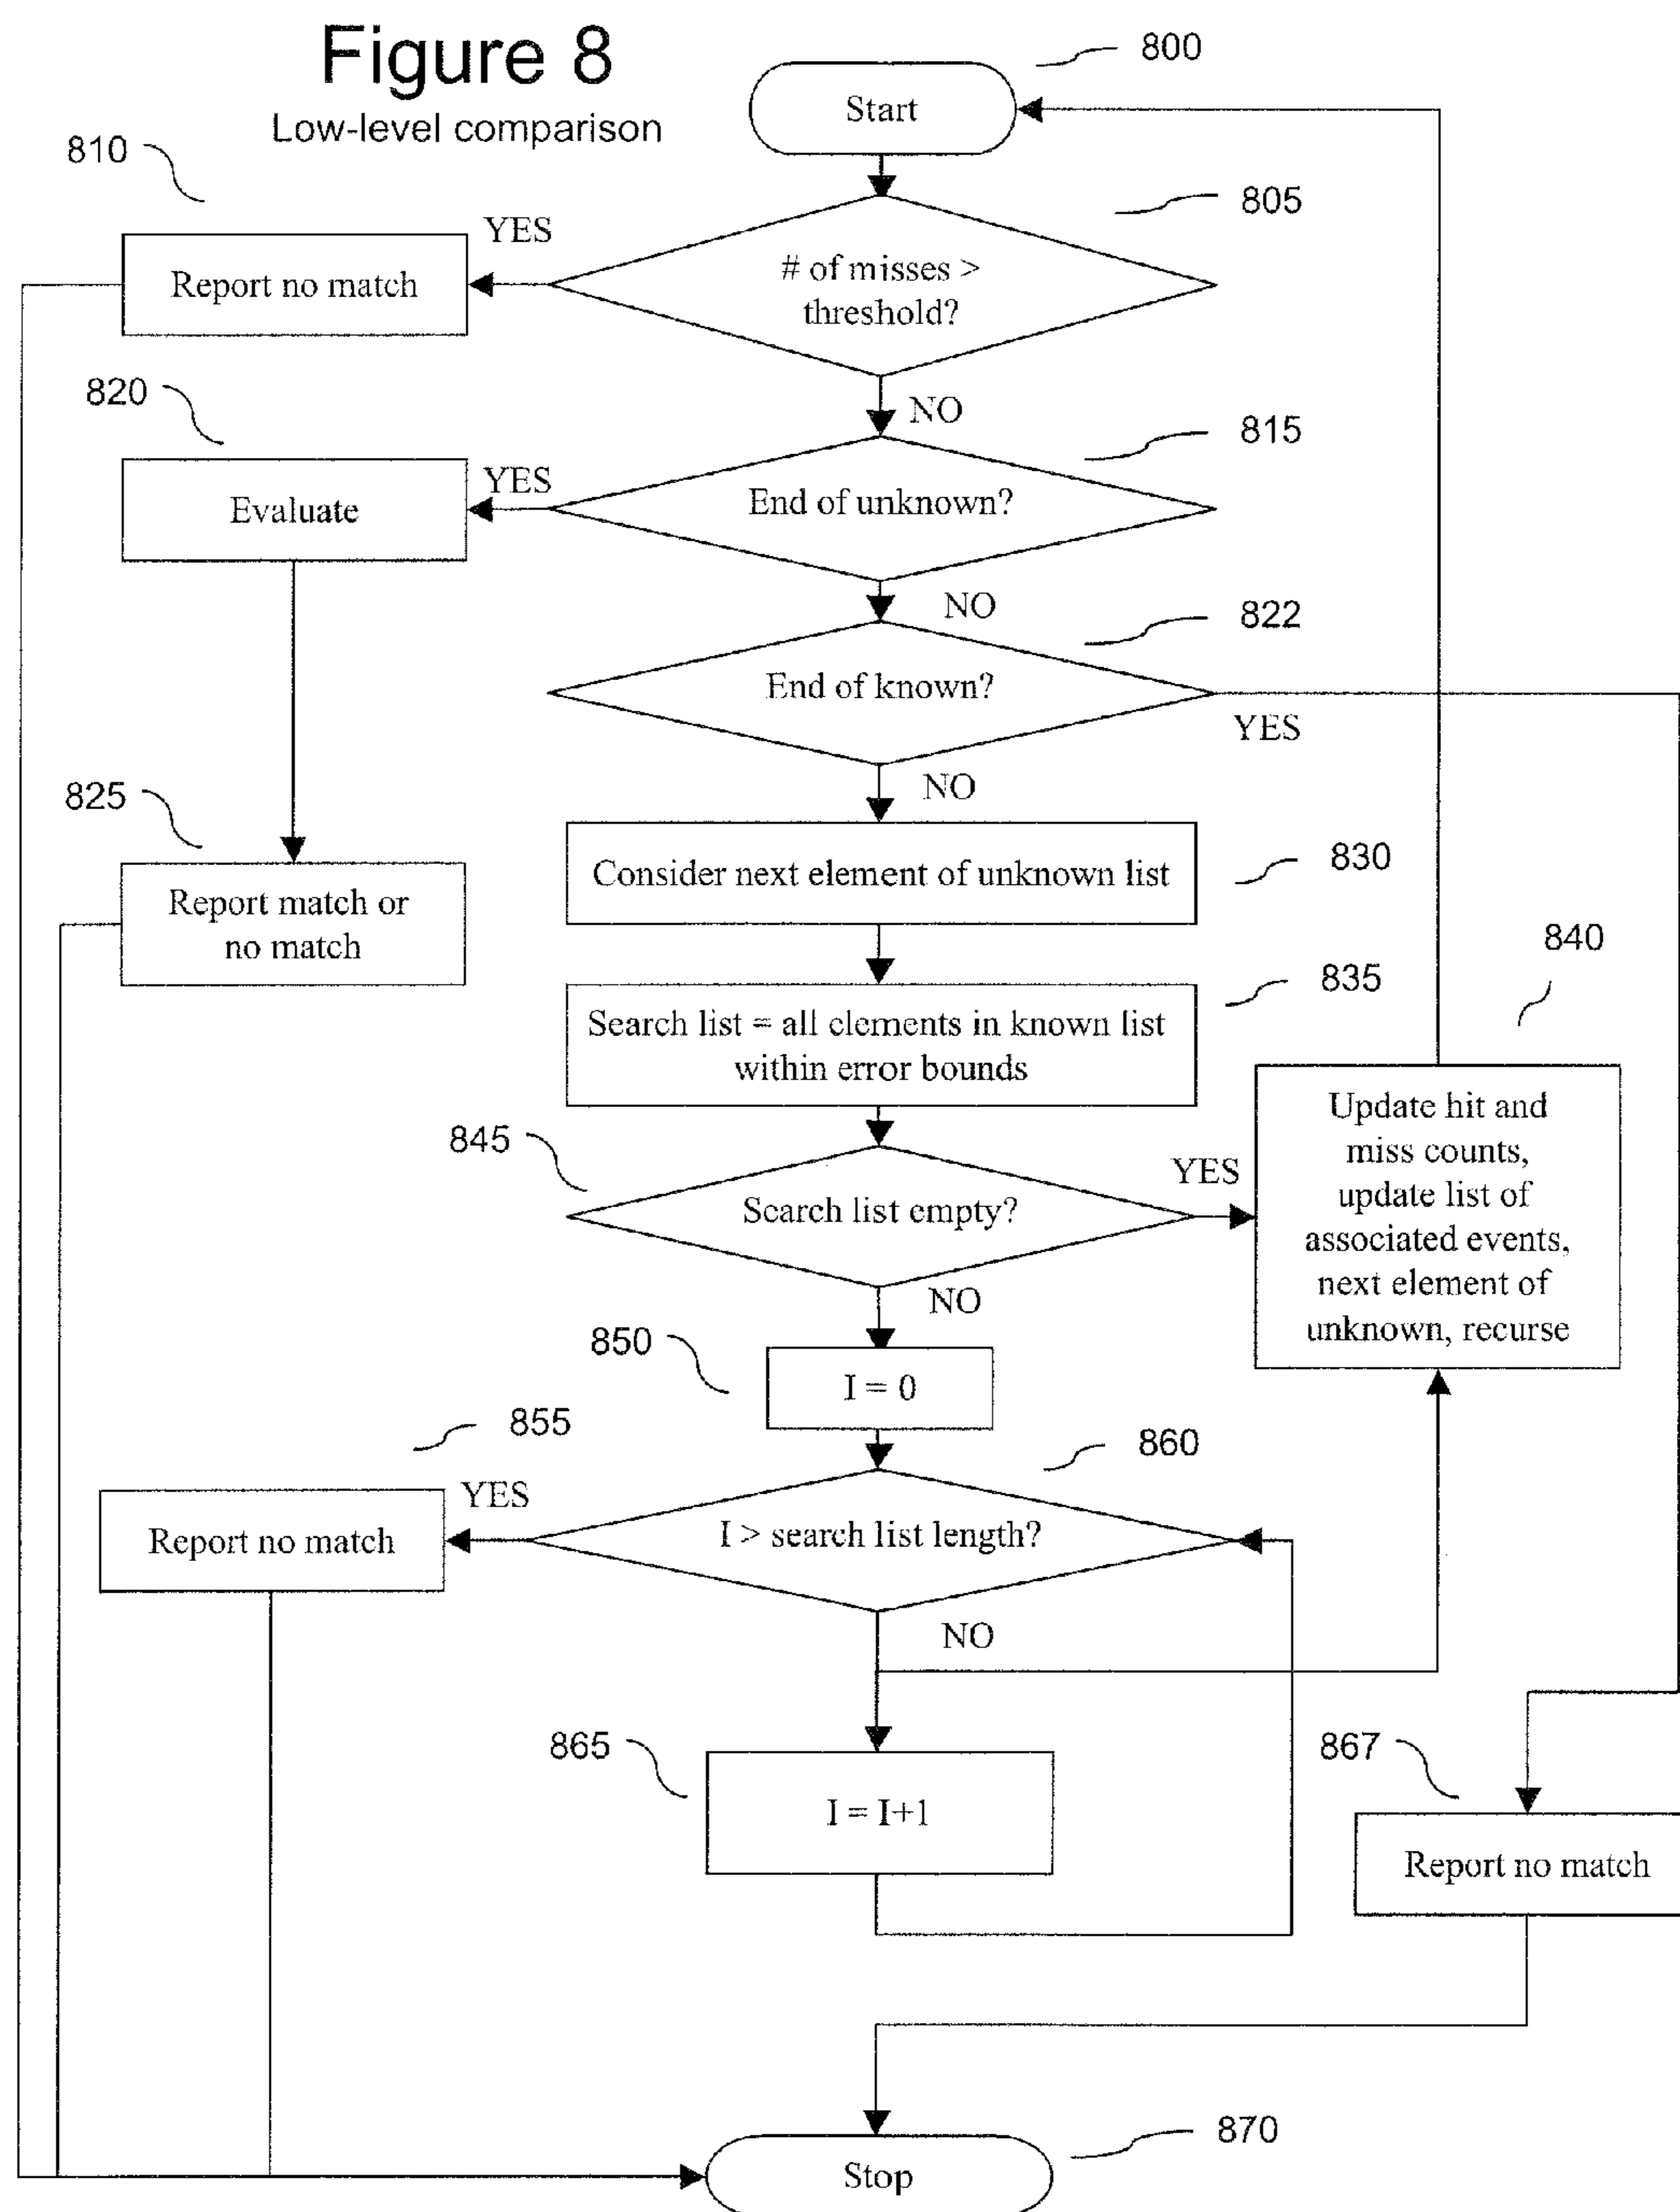 Figure 8
Low-level comparison
800
Start
810
805
YES
Report no match
# of misses >
threshold?
820
NO
815
YES
Evaluate
End of unknown?
NO
822
End of known?
YES
825
NO
Report match or
no match
Consider next element of unknown list
830
840
835
Search list = all elements in known list
within error bounds
845
YES
Search list empty?
Update hit and
miss counts,
update list of
associated events,
next element of
unknown, recurse
NO
850
I = 0
855
860
YES
Report no match
I > search list length?
NO
865
867
I = I+1
Report no match
870
Stop